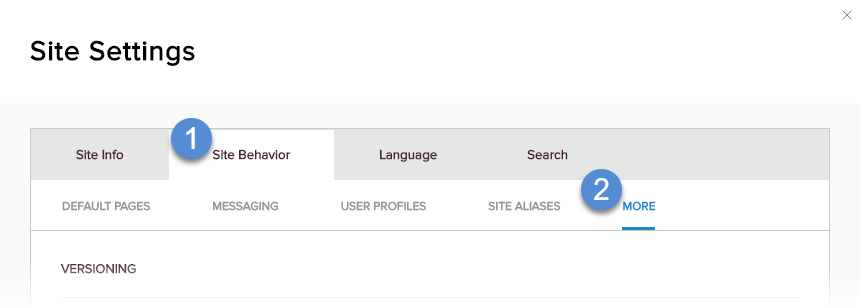 Site Settings
1
Site Info Site Behavior Language Search
2
DEFAULT PAGES MESSAGING USER PROFILES SITE ALIASES MORE
VERSIONING